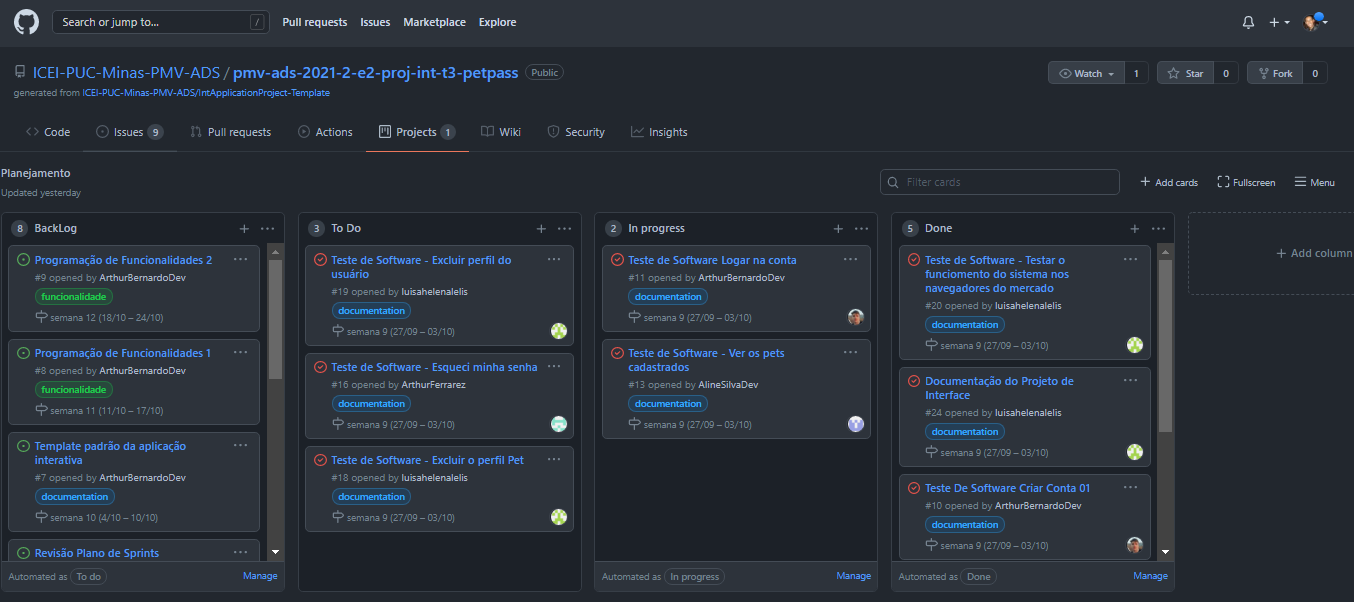 Search or jump to... /
Pull requests Issues Marketplace Explore
ICEI-PUC-Minas-PMV-ADS / pmv-ads-2021-2-e2-proj-int-t3-petpass Public
generated from ICEI-PUC-Minas-PMV-ADS/IntApplicationProject-Template
Watch 1 Star 0 Fork 0
Code Issues 9 Pull requests Actions Projects 1 Wiki Security Insights
Planejamento
Updated yesterday
Filter cards
Add cards Fullscreen Menu
8 BackLog
Programação de Funcionalidades 2
#9 opened by ArthurBernardoDev
funcionalidade
semana 12 (18/10 – 24/10)
Programação de Funcionalidades 1
#8 opened by ArthurBernardoDev
funcionalidade
semana 11 (11/10 – 17/10)
Template padrão da aplicação
interativa
#7 opened by ArthurBernardoDev
documentation
semana 10 (4/10 – 10/10)
Revisão Plano de Sprints
Automated as To do Manage
3 To Do
Teste de Software - Excluir perfil do
usuário
#19 opened by luisahelenalelis
documentation
semana 9 (27/09 – 03/10)
Teste de Software - Esqueci minha senha
#16 opened by ArthurFerrarez
documentation
semana 9 (27/09 – 03/10)
Teste de Software - Excluir o perfil Pet
#18 opened by luisahelenalelis
documentation
semana 9 (27/09 – 03/10)
2 In progress
Teste de Software Logar na conta
#11 opened by ArthurBernardoDev
documentation
semana 9 (27/09 – 03/10)
Teste de Software - Ver os pets
cadastrados
#13 opened by AlineSilvaDev
documentation
semana 9 (27/09 – 03/10)
Automated as In progress Manage
5 Done
Teste de Software - Testar o
funciomento do sistema nos
navegadores do mercado
#20 opened by luisahelenalelis
documentation
semana 9 (27/09 – 03/10)
Documentação do Projeto de
Interface
#24 opened by luisahelenalelis
documentation
semana 9 (27/09 – 03/10)
Teste De Software Criar Conta 01
#10 opened by ArthurBernardoDev
documentation
semana 9 (27/09 – 03/10)
Automated as Done Manage
Add column